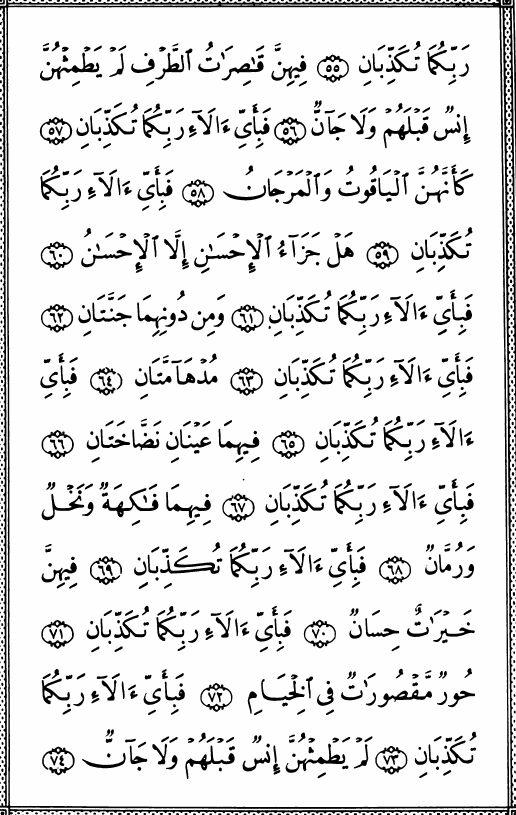 رَبِّكُمَا تُكَذِّبَانِ ٥٥ فِيهِنَّ قَٰصِرَٰتُ ٱلطَّرْفِ لَمْ يَطْمِثْهُنَّ
إِنسٌ قَبْلَهُمْ وَلَا جَآنٌّ ٥٦ فَبِأَيِّ ءَالَآءِ رَبِّكُمَا تُكَذِّبَانِ ٥٧
كَأَنَّهُنَّ ٱلْيَاقُوتُ وَٱلْمَرْجَانُ ٥٨ فَبِأَيِّ ءَالَآءِ رَبِّكُمَا
تُكَذِّبَانِ ٥٩ هَلْ جَزَآءُ ٱلْإِحْسَٰنِ إِلَّا ٱلْإِحْسَٰنُ ٦٠
فَبِأَيِّ ءَالَآءِ رَبِّكُمَا تُكَذِّبَانِ ٦١ وَمِن دُونِهِمَا جَنَّتَانِ ٦٢
فَبِأَيِّ ءَالَآءِ رَبِّكُمَا تُكَذِّبَانِ ٦٣ مُدْهَآمَّتَانِ ٦٤ فَبِأَيِّ
ءَالَآءِ رَبِّكُمَا تُكَذِّبَانِ ٦٥ فِيهِمَا عَيْنَانِ نَضَّاخَتَانِ ٦٦
فَبِأَيِّ ءَالَآءِ رَبِّكُمَا تُكَذِّبَانِ ٦٧ فِيهِمَا فَٰكِهَةٌ وَنَخْلٌ
وَرُمَّانٌ ٦٨ فَبِأَيِّ ءَالَآءِ رَبِّكُمَا تُكَذِّبَانِ ٦٩ فِيهِنَّ
خَيْرَٰتٌ حِسَانٌ ٧٠ فَبِأَيِّ ءَالَآءِ رَبِّكُمَا تُكَذِّبَانِ ٧١
حُورٌ مَّقْصُورَٰتٌ فِي ٱلْخِيَامِ ٧٢ فَبِأَيِّ ءَالَآءِ رَبِّكُمَا
تُكَذِّبَانِ ٧٣ لَمْ يَطْمِثْهُنَّ إِنسٌ قَبْلَهُمْ وَلَا جَآنٌّ ٧٤